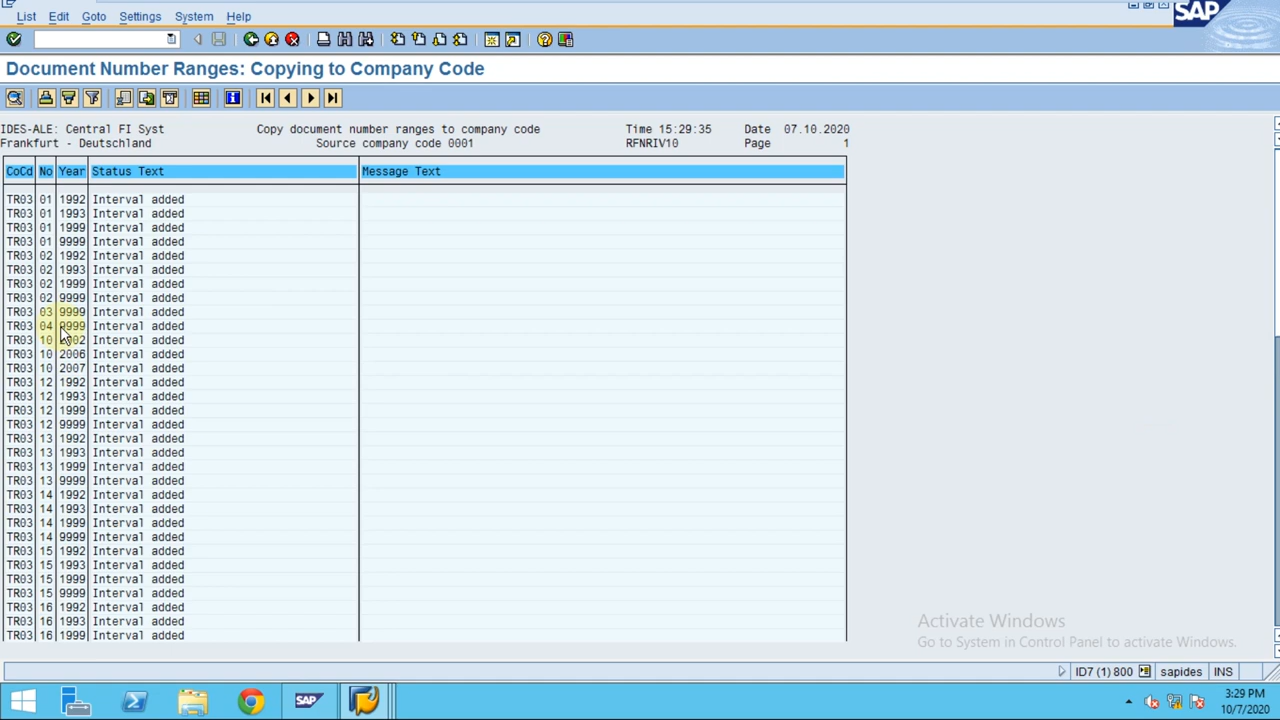 List Edit Goto Settings System Help
SAP
Document Number Ranges: Copying to Company Code
IDES-ALE: Central FI Syst Copy document number ranges to company code Time 15:29:35 Date 07.10.2020
Frankfurt - Deutschland Source company code 0001 RFNRIV10 Page 1
CoCd No Year Status Text Message Text
TR03 01 1992 Interval added
TR03 01 1993 Interval added
TR03 01 1999 Interval added
TR03 01 9999 Interval added
TR03 02 1992 Interval added
TR03 02 1993 Interval added
TR03 02 1999 Interval added
TR03 02 9999 Interval added
TR03 03 9999 Interval added
TR03 04 9999 Interval added
TR03 10 2002 Interval added
TR03 10 2006 Interval added
TR03 10 2007 Interval added
TR03 12 1992 Interval added
TR03 12 1993 Interval added
TR03 12 1999 Interval added
TR03 12 9999 Interval added
TR03 13 1992 Interval added
TR03 13 1993 Interval added
TR03 13 1999 Interval added
TR03 13 9999 Interval added
TR03 14 1992 Interval added
TR03 14 1993 Interval added
TR03 14 1999 Interval added
TR03 14 9999 Interval added
TR03 15 1992 Interval added
TR03 15 1993 Interval added
TR03 15 1999 Interval added
TR03 15 9999 Interval added
TR03 16 1992 Interval added
TR03 16 1993 Interval added
TR03 16 1999 Interval added
Activate Windows
Go to System in Control Panel to activate Windows.
ID7 (1) 800 sapides INS
SAP
3:29 PM
10/7/2020